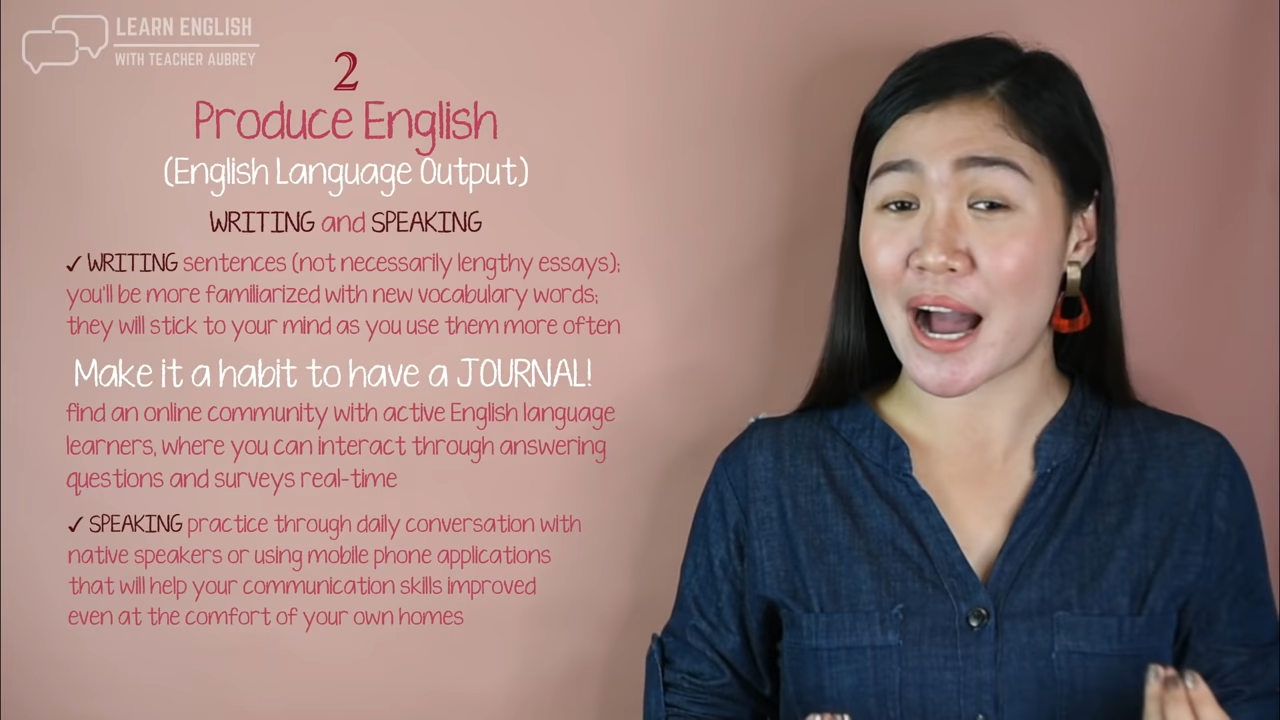 LEARN ENGLISH
WITH TEACHER AUBREY
2
Produce English
(English Language Output)
WRITING and SPEAKING
✓ WRITING sentences (not necessarily lengthy essays);
you'll be more familiarized with new vocabulary words;
they will stick to your mind as you use them more often
Make it a habit to have a JOURNAL!
find an online community with active English language
learners, where you can interact through answering
questions and surveys real-time
✓ SPEAKING practice through daily conversation with
native speakers or using mobile phone applications
that will help your communication skills improved
even at the comfort of your own homes